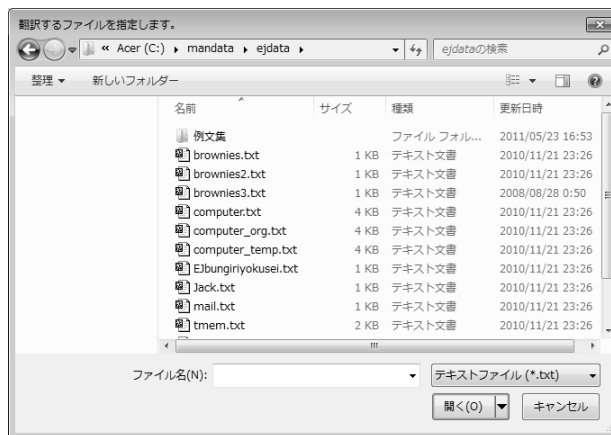 翻訳するファイルを指定します。
« Acer (C:) ▸ mandata ▸ ejdata ▸ ejdataの検索
整理 ▼ 新しいフォルダー
名前 サイズ 種類 更新日時
例文集 ファイル フォル... 2011/05/23 16:53
brownies.txt 1 KB テキスト文書 2010/11/21 23:26
brownies2.txt 1 KB テキスト文書 2010/11/21 23:26
brownies3.txt 1 KB テキスト文書 2008/08/28 0:50
computer.txt 4 KB テキスト文書 2010/11/21 23:26
computer_org.txt 4 KB テキスト文書 2010/11/21 23:26
computer_temp.txt 4 KB テキスト文書 2010/11/21 23:26
EJbungiriyokusei.txt 1 KB テキスト文書 2010/11/21 23:26
Jack.txt 1 KB テキスト文書 2010/11/21 23:26
mail.txt 1 KB テキスト文書 2010/11/21 23:26
tmem.txt 2 KB テキスト文書 2010/11/21 23:26
ファイル名(N): テキストファイル (*.txt)
開く(O) キャンセル